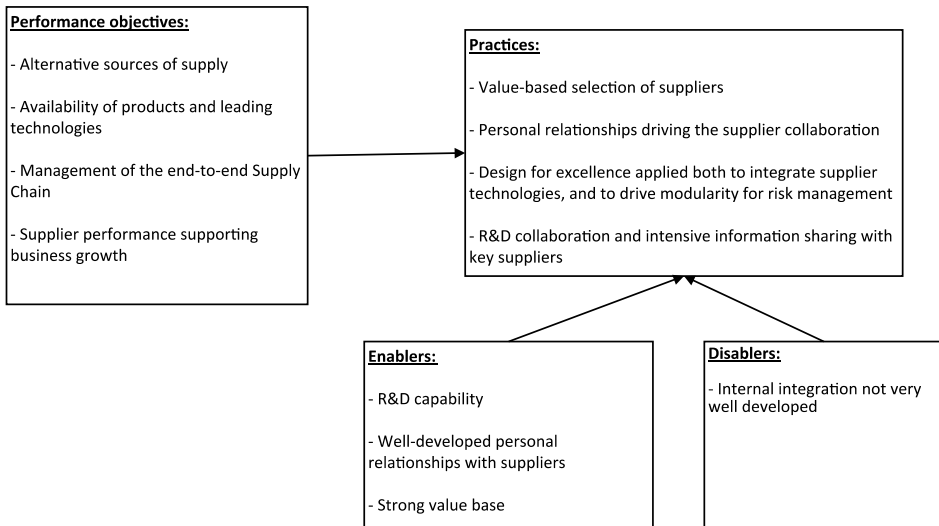 Performance objectives:
- Alternative sources of supply
- Availability of products and leading
technologies
- Management of the end-to-end Supply
Chain
- Supplier performance supporting
business growth
Practices:
- Value-based selection of suppliers
- Personal relationships driving the supplier collaboration
- Design for excellence applied both to integrate supplier
technologies, and to drive modularity for risk management
- R&D collaboration and intensive information sharing with
key suppliers
Enablers:
- R&D capability
- Well-developed personal
relationships with suppliers
- Strong value base
Disablers:
- Internal integration not very
well developed